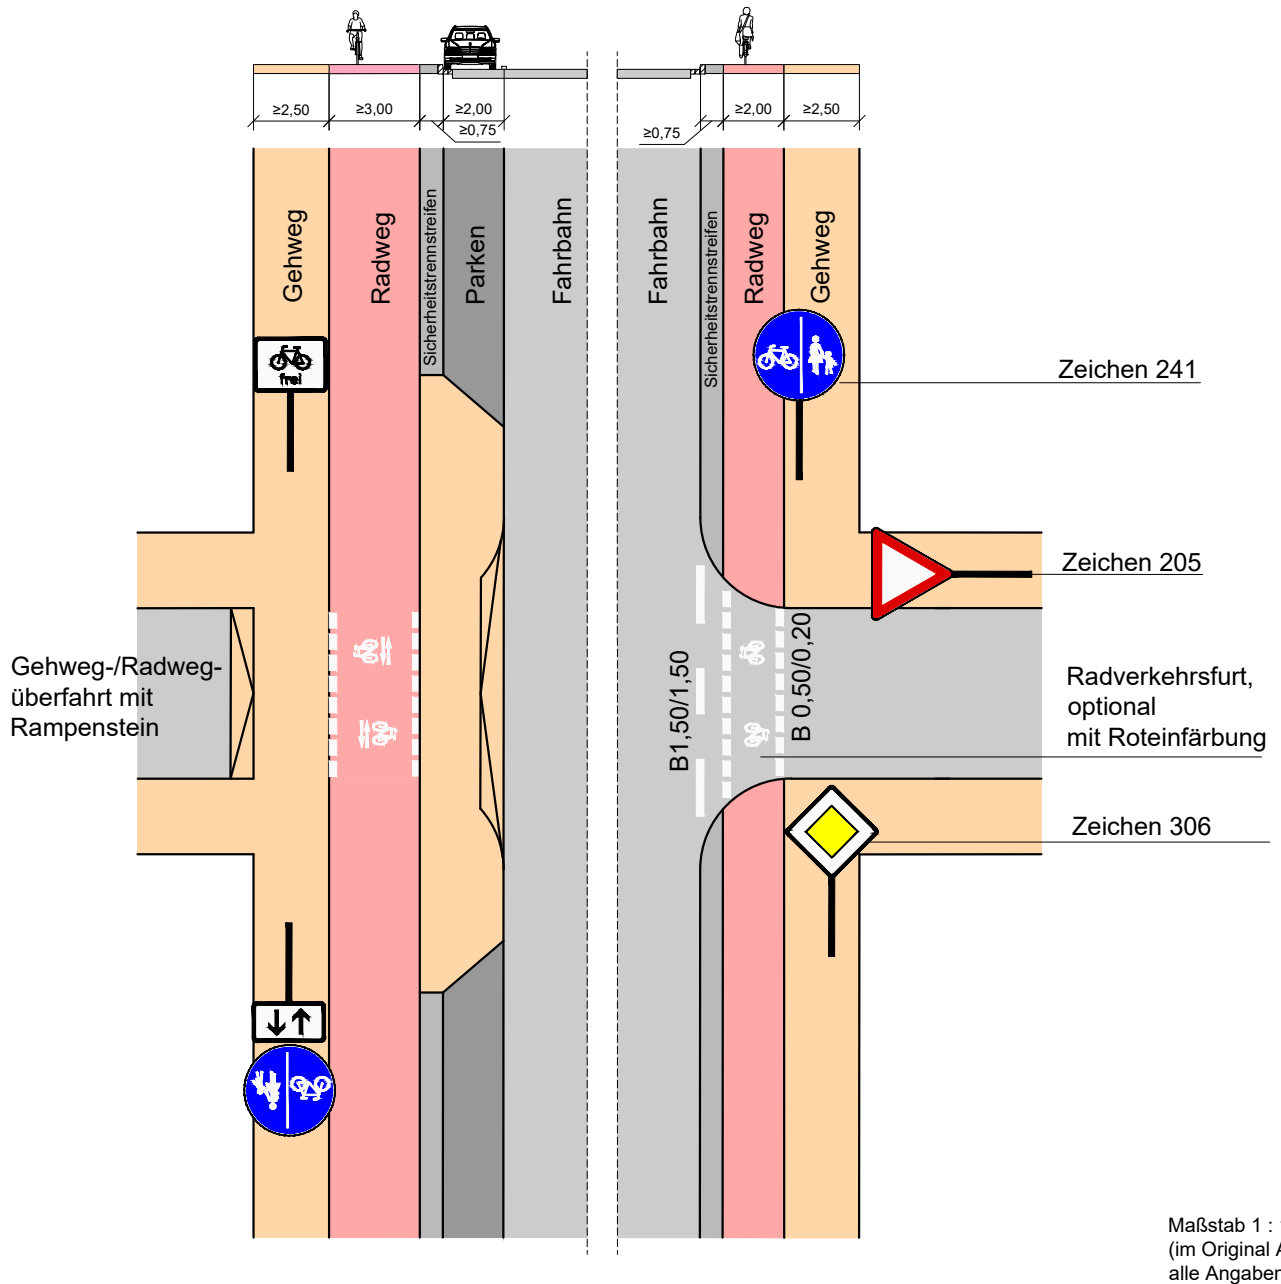 ≥2,50
≥3,00
≥2,00
≥0,75
≥0,75
≥2,00
≥2,50
Gehweg
Radweg
Sicherheitstrennstreifen
Parken
Fahrbahn
Fahrbahn
Sicherheitstrennstreifen
Radweg
Gehweg
frei
Zeichen 241
Zeichen 205
Gehweg-/Radweg-
überfahrt mit
Rampenstein
B1,50/1,50
B 0,50/0,20
Radverkehrsfurt,
optional
mit Roteinfärbung
Zeichen 306
Maßstab 1 :
(im Original
alle Angaben